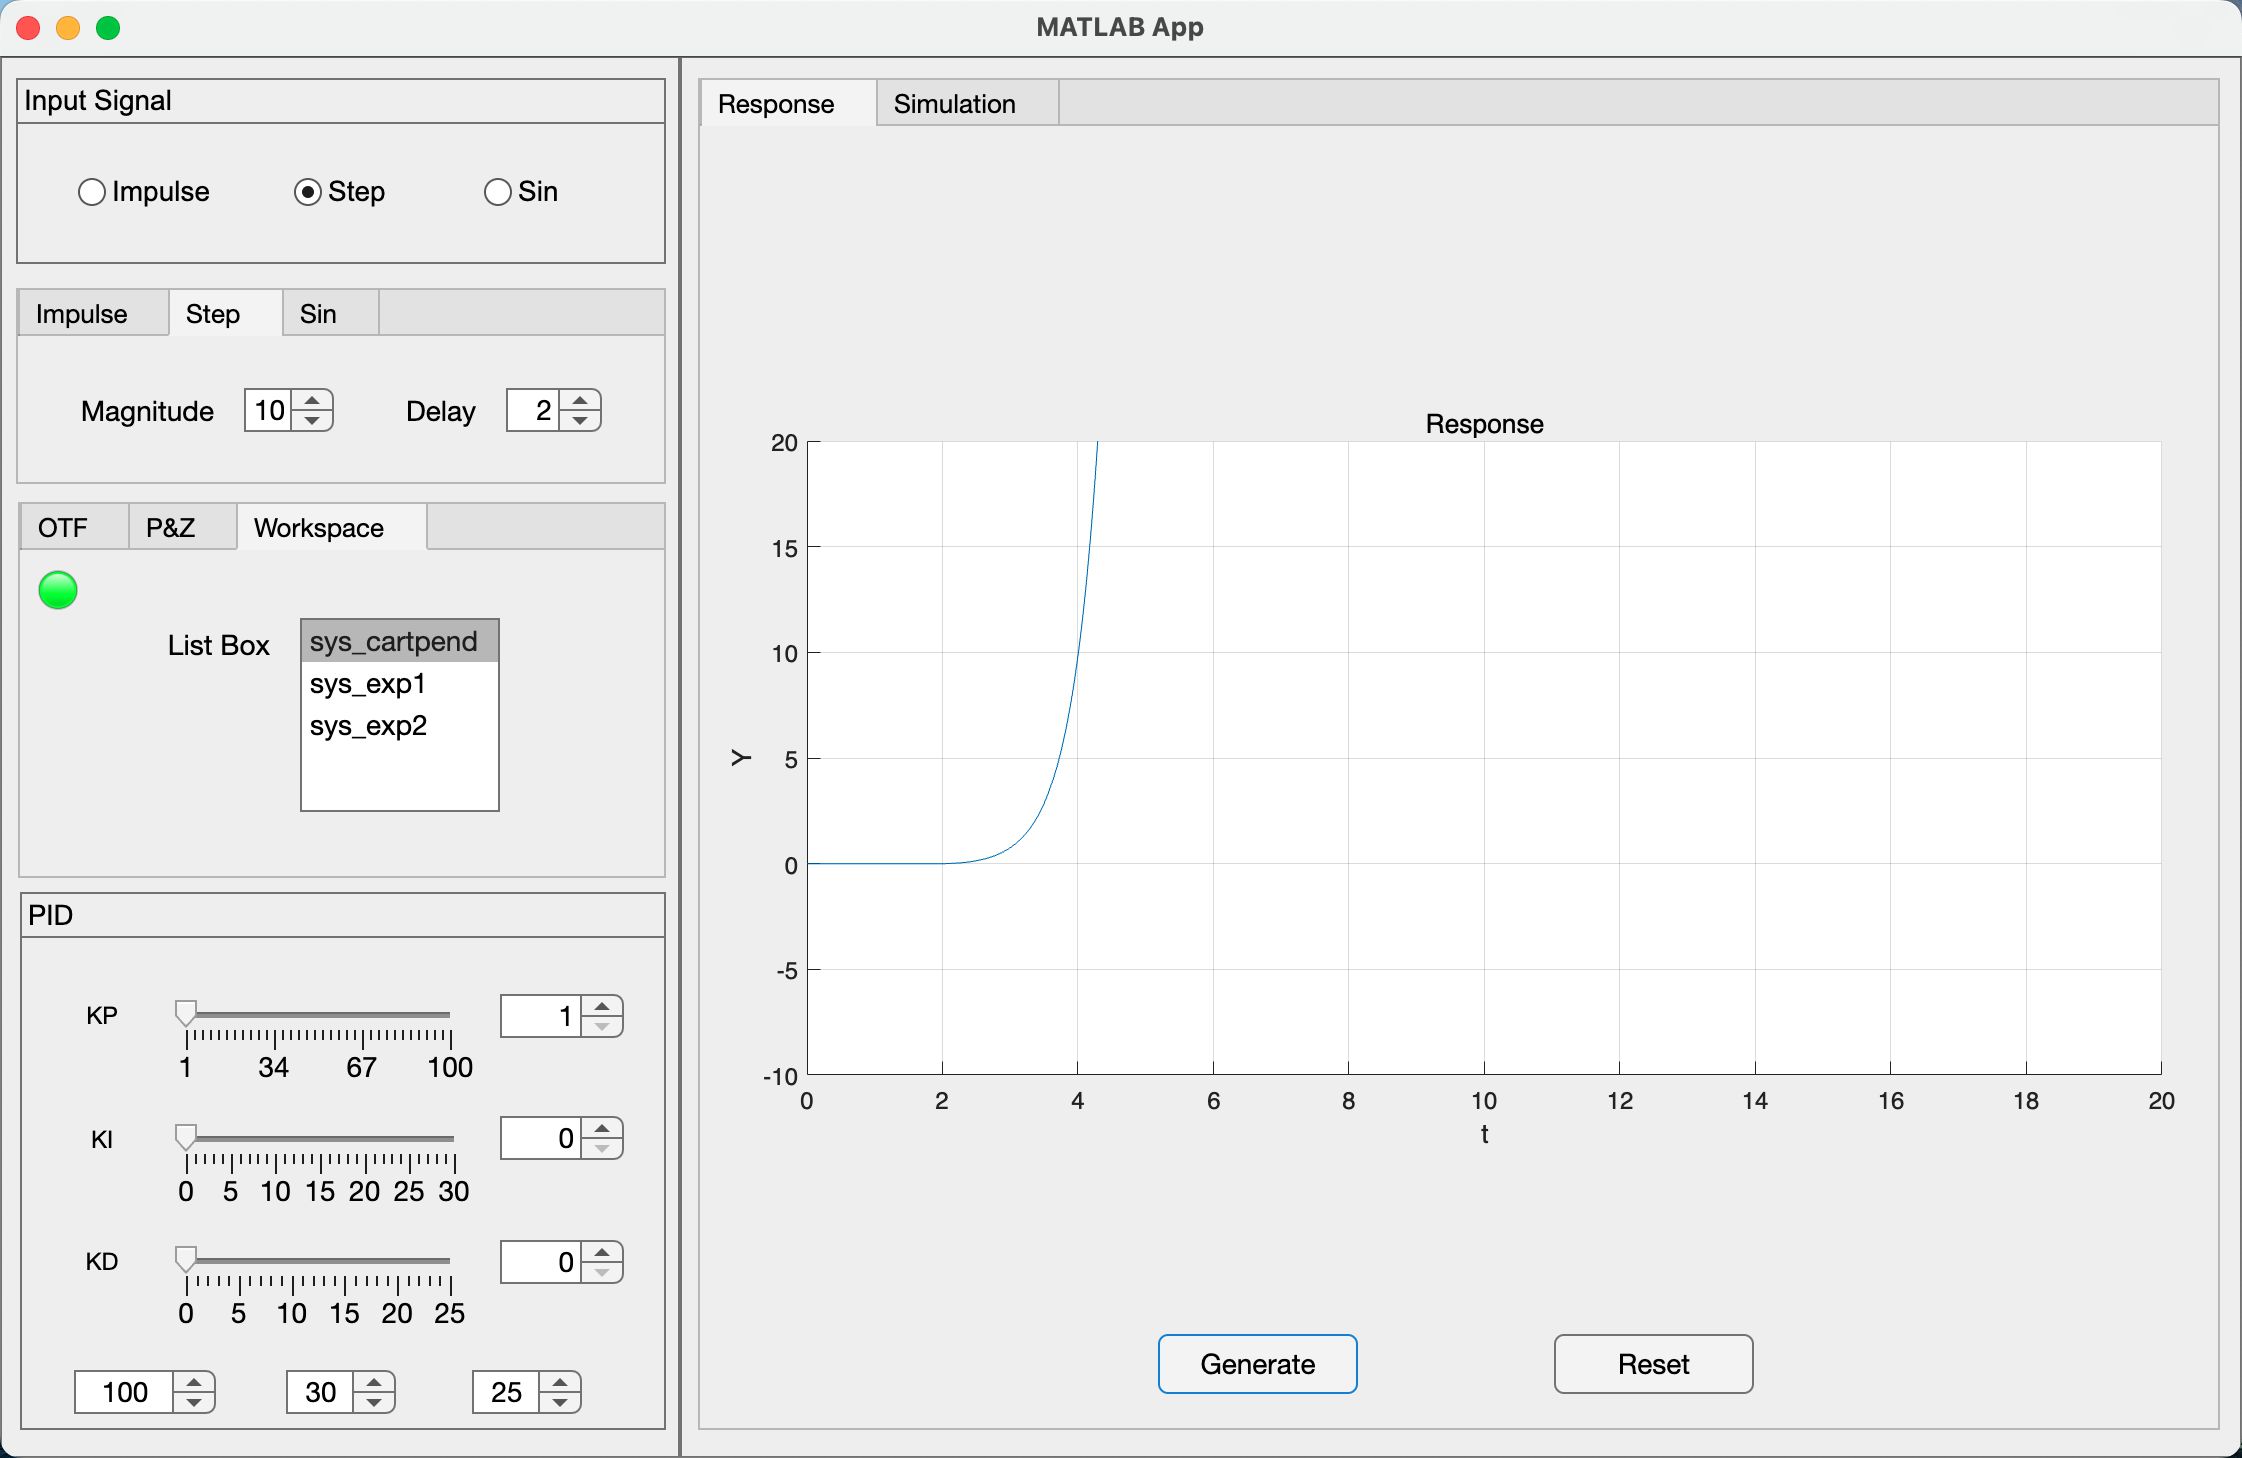 MATLAB App
Input Signal
Impulse Step Sin
Impulse Step Sin
Magnitude 10 Delay 2
OTF P&Z Workspace
List Box
sys_cartpend
sys_exp1
sys_exp2
PID
KP 1
1 34 67 100
KI 0
0 5 10 15 20 25 30
KD 0
0 5 10 15 20 25
100 30 25
Response Simulation
Response
20
15
10
5
0
-5
-10
Y
0 2 4 6 8 10 12 14 16 18 20
t
Generate Reset